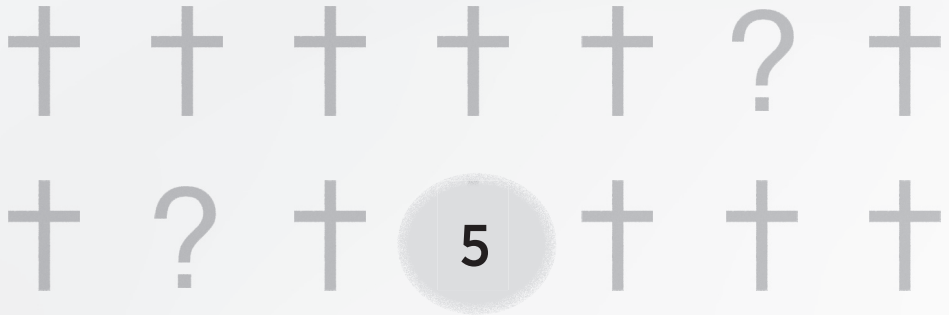 † † † † † ? †
† ? † 5 † † †